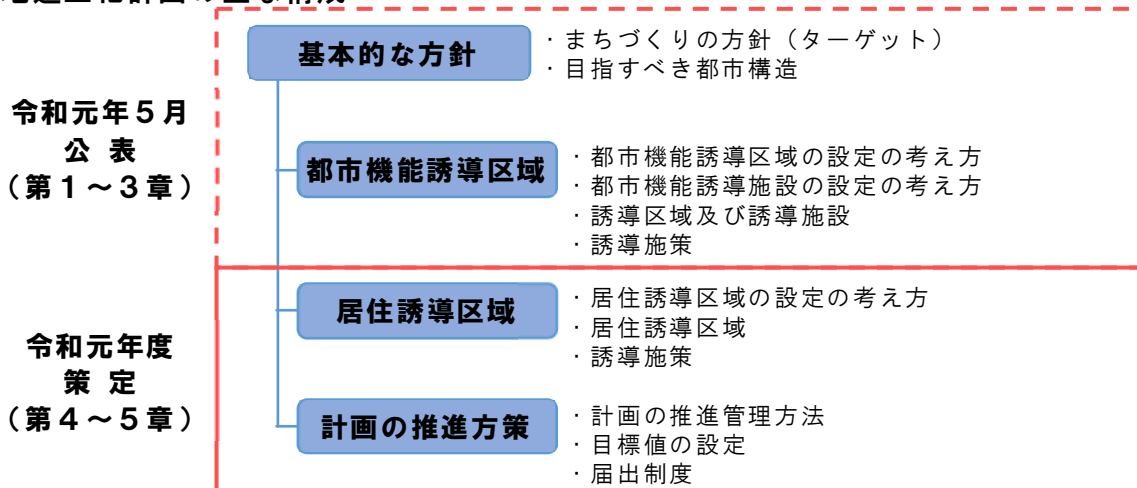 基本的な方針
・まちづくりの方針（ターゲット）
・目指すべき都市構造
令和元年５月
公 表
（第１～３章）
都市機能誘導区域
・都市機能誘導区域の設定の考え方
・都市機能誘導施設の設定の考え方
・誘導区域及び誘導施設
・誘導施策
令和元年度
策 定
（第４～５章）
居住誘導区域
・居住誘導区域の設定の考え方
・居住誘導区域
・誘導施策
計画の推進方策
・計画の推進管理方法
・目標値の設定
・届出制度